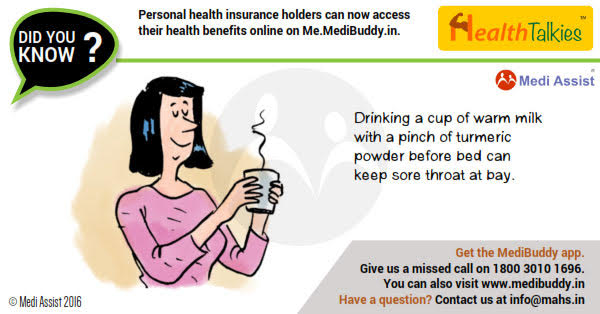 DID YOU
KNOW ?
Personal health insurance holders can now access
their health benefits online on Me.MediBuddy.in.
HealthTalkies™
Medi Assist®
Drinking a cup of warm milk
with a pinch of turmeric
powder before bed can
keep sore throat at bay.
Get the MediBuddy app.
Give us a missed call on 1800 3010 1696.
You can also visit www.medibuddy.in
Have a question? Contact us at info@mahs.in
© Medi Assist 2016